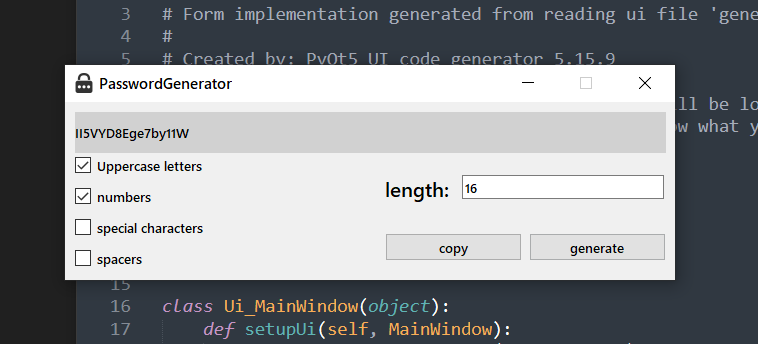 3 # Form implementation generated from reading ui file 'gene
4 #
5 # Created by: PyQt5 UI code generator 5.15.9
PasswordGenerator
ll be lo
ow what y
II5VYD8Ege7by11W
Uppercase letters
numbers
special characters
spacers
length: 16
copy generate
15
16 class Ui_MainWindow(object):
17 def setupUi(self, MainWindow):